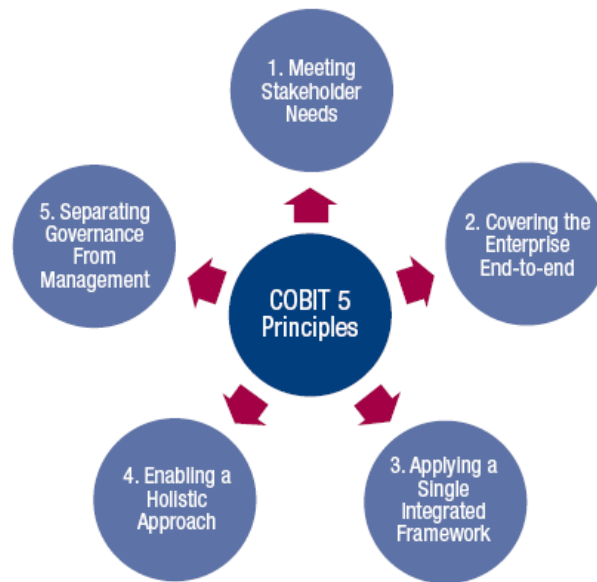 1. Meeting
Stakeholder
Needs
2. Covering the
Enterprise
End-to-end
3. Applying a
Single
Integrated
Framework
4. Enabling a
Holistic
Approach
5. Separating
Governance
From
Management
COBIT 5
Principles